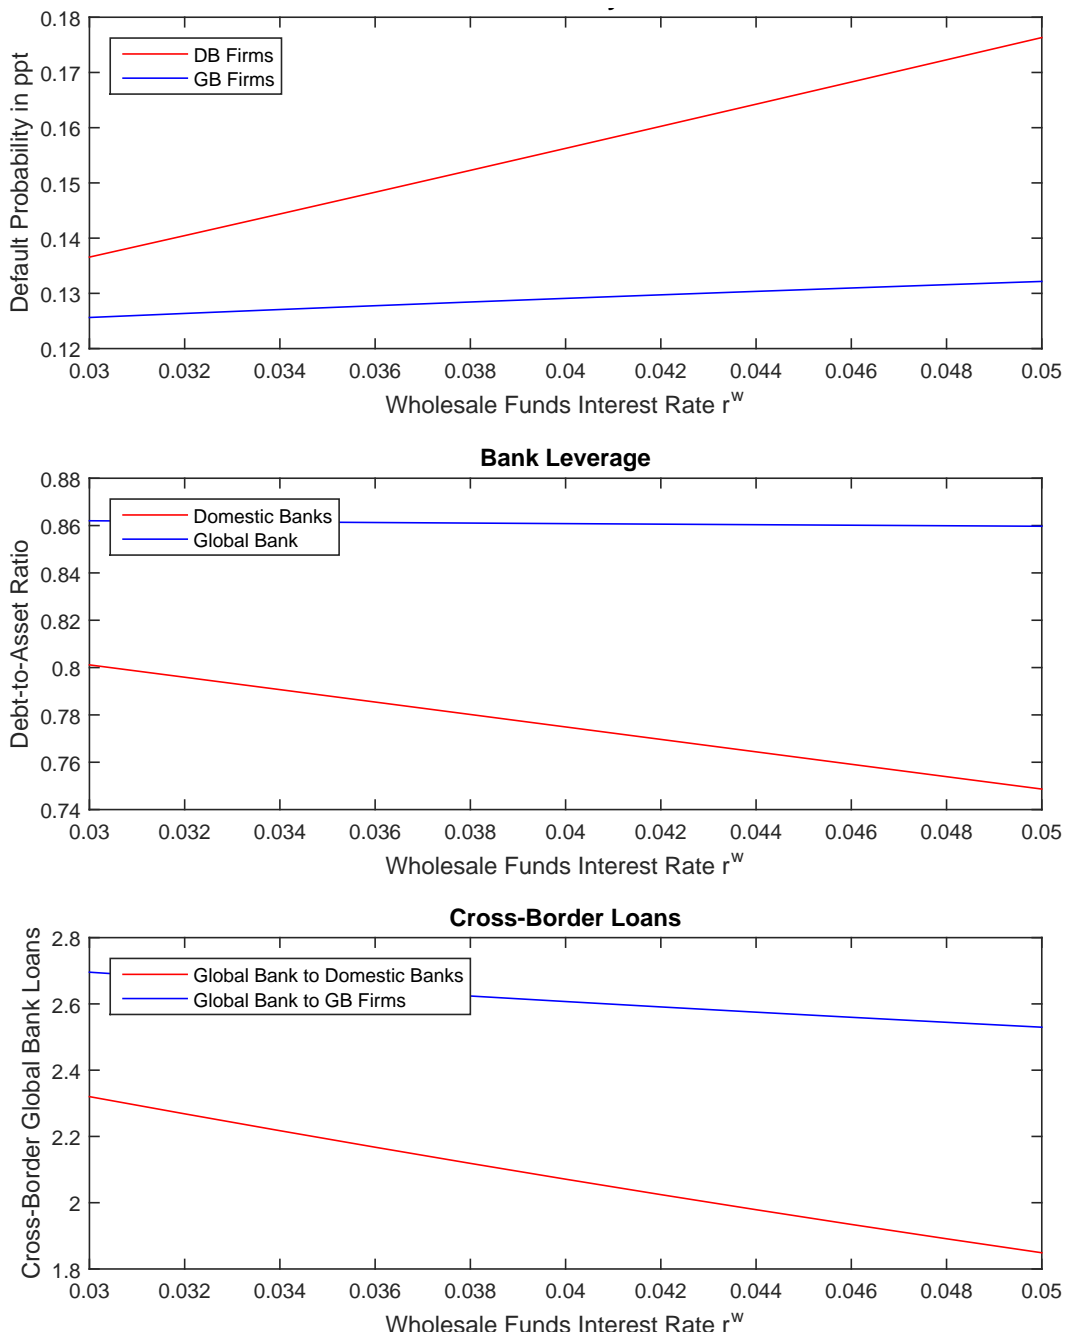 0.18
0.17
0.16
0.15
0.14
0.13
0.12
Default Probability in ppt
DB Firms
GB Firms
0.03 0.032 0.034 0.036 0.038 0.04 0.042 0.044 0.046 0.048 0.05
Wholesale Funds Interest Rate r^w
Bank Leverage
0.88
0.86
0.84
0.82
0.8
0.78
0.76
0.74
Debt-to-Asset Ratio
Domestic Banks
Global Bank
0.03 0.032 0.034 0.036 0.038 0.04 0.042 0.044 0.046 0.048 0.05
Wholesale Funds Interest Rate r^w
Cross-Border Loans
2.8
2.6
2.4
2.2
2
1.8
Cross-Border Global Bank Loans
Global Bank to Domestic Banks
Global Bank to GB Firms
0.03 0.032 0.034 0.036 0.038 0.04 0.042 0.044 0.046 0.048 0.05
Wholesale Funds Interest Rate r^w